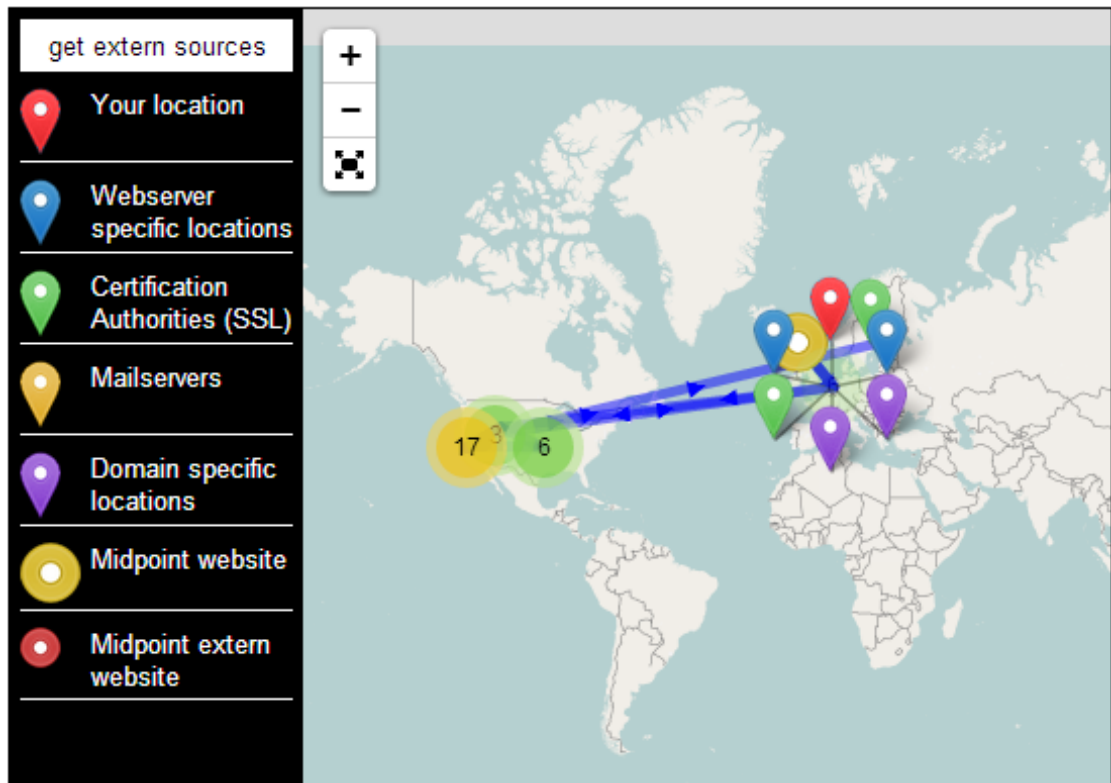 get extern sources
Your location
Webserver
specific locations
Certification
Authorities (SSL)
Mailservers
Domain specific
locations
Midpoint website
Midpoint extern
website
+
−
17
3
6